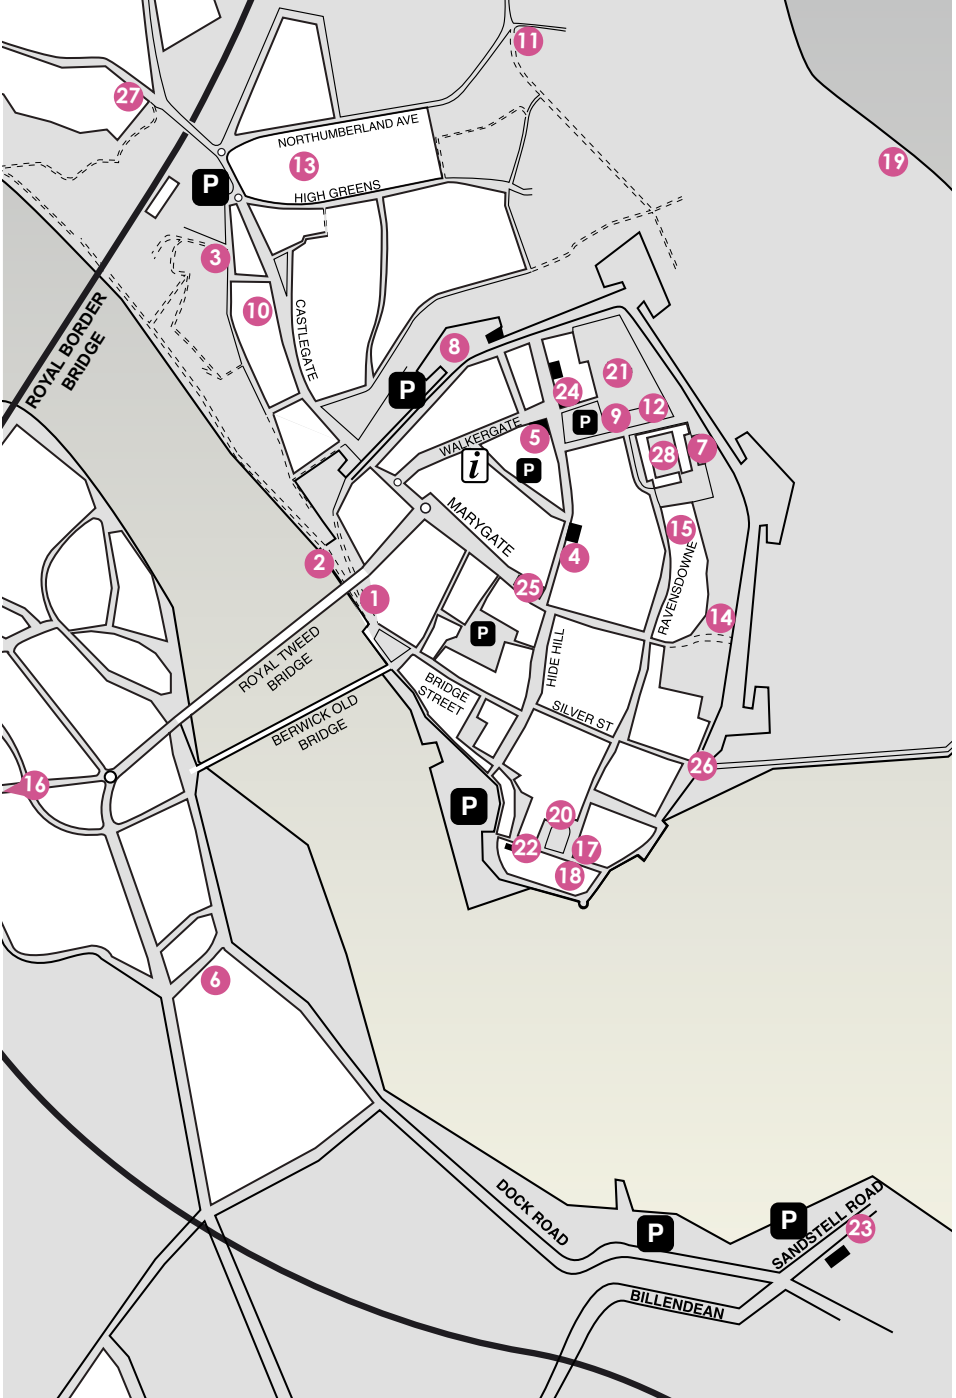 11
27
NORTHUMBERLAND AVE
19
13
P
HIGH GREENS
3
10
ROYAL BORDER
BRIDGE
CASTLEGATE
8
21
P
24
12
9
P
WALKERGATE
5
7
28
i
P
MARYGATE
15
4
2
RAVENSDOWNE
25
1
14
P
ROYAL TWEED
BRIDGE
HIDE HILL
BRIDGE
STREET
SILVER ST
BERWICK OLD
BRIDGE
26
16
P
20
22
17
18
6
DOCK ROAD
P
P
SANDSTELL ROAD
23
BILLENDEAN